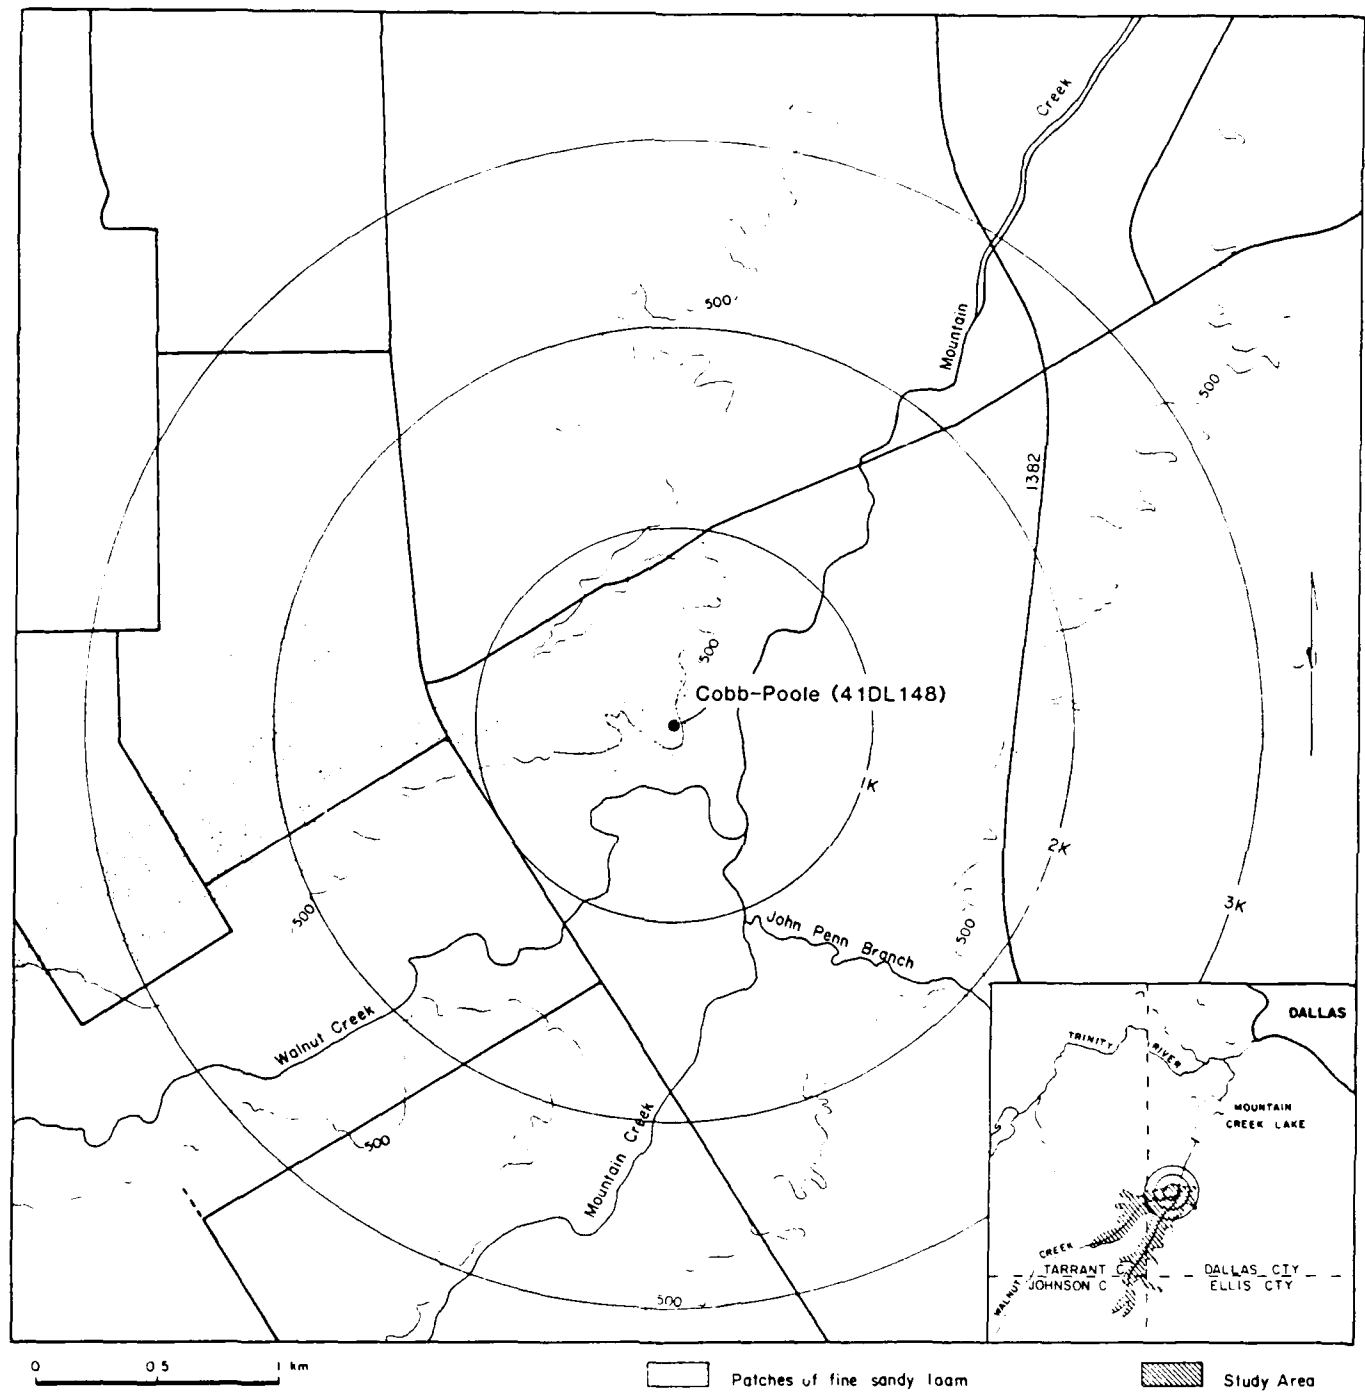 Creek
500
Mountain
500
1382
500
Cobb-Poole (41DL148)
1K
2K
3K
500
500
John Penn Branch
Walnut Creek
500
Mountain Creek
500
DALLAS
TRINITY RIVER
MOUNTAIN
CREEK LAKE
WALNUT CREEK
TARRANT C
DALLAS CTY
JOHNSON C
ELLIS CTY
0 0 5 1 km
Patches of fine sandy loam
Study Area